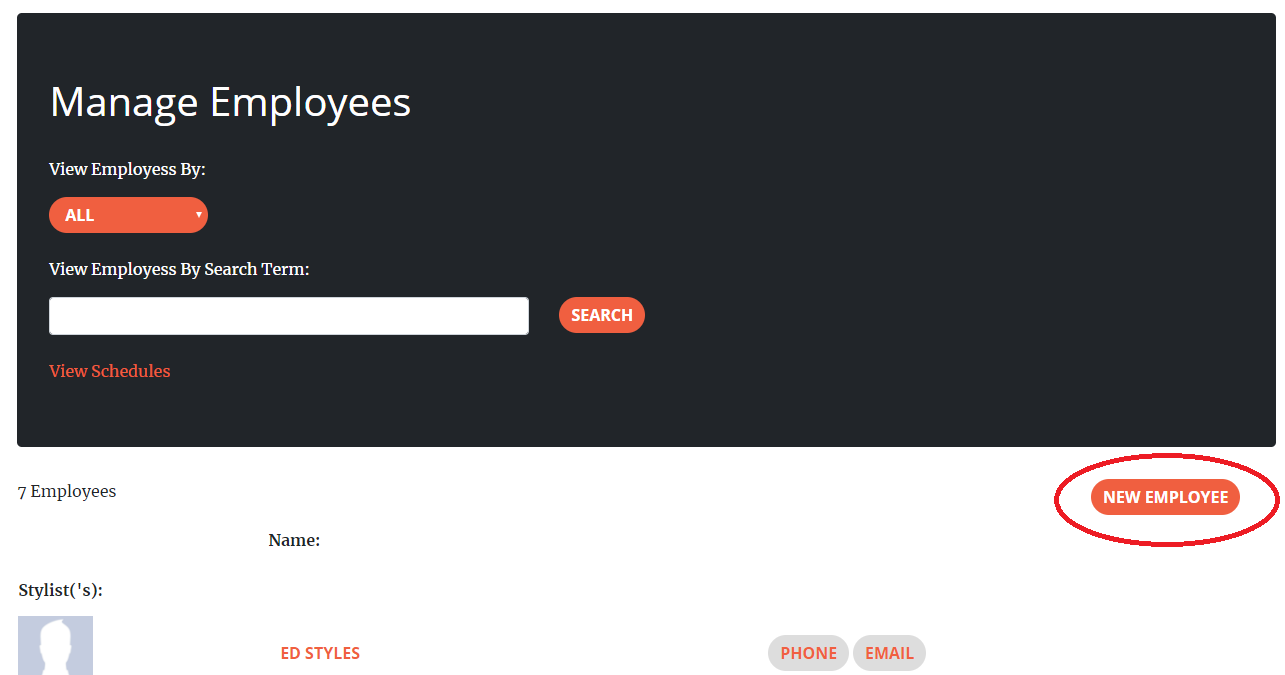 Manage Employees
View Employess By:
ALL
View Employess By Search Term:
SEARCH
View Schedules
7 Employees
NEW EMPLOYEE
Name:
Stylist('s):
ED STYLES PHONE EMAIL